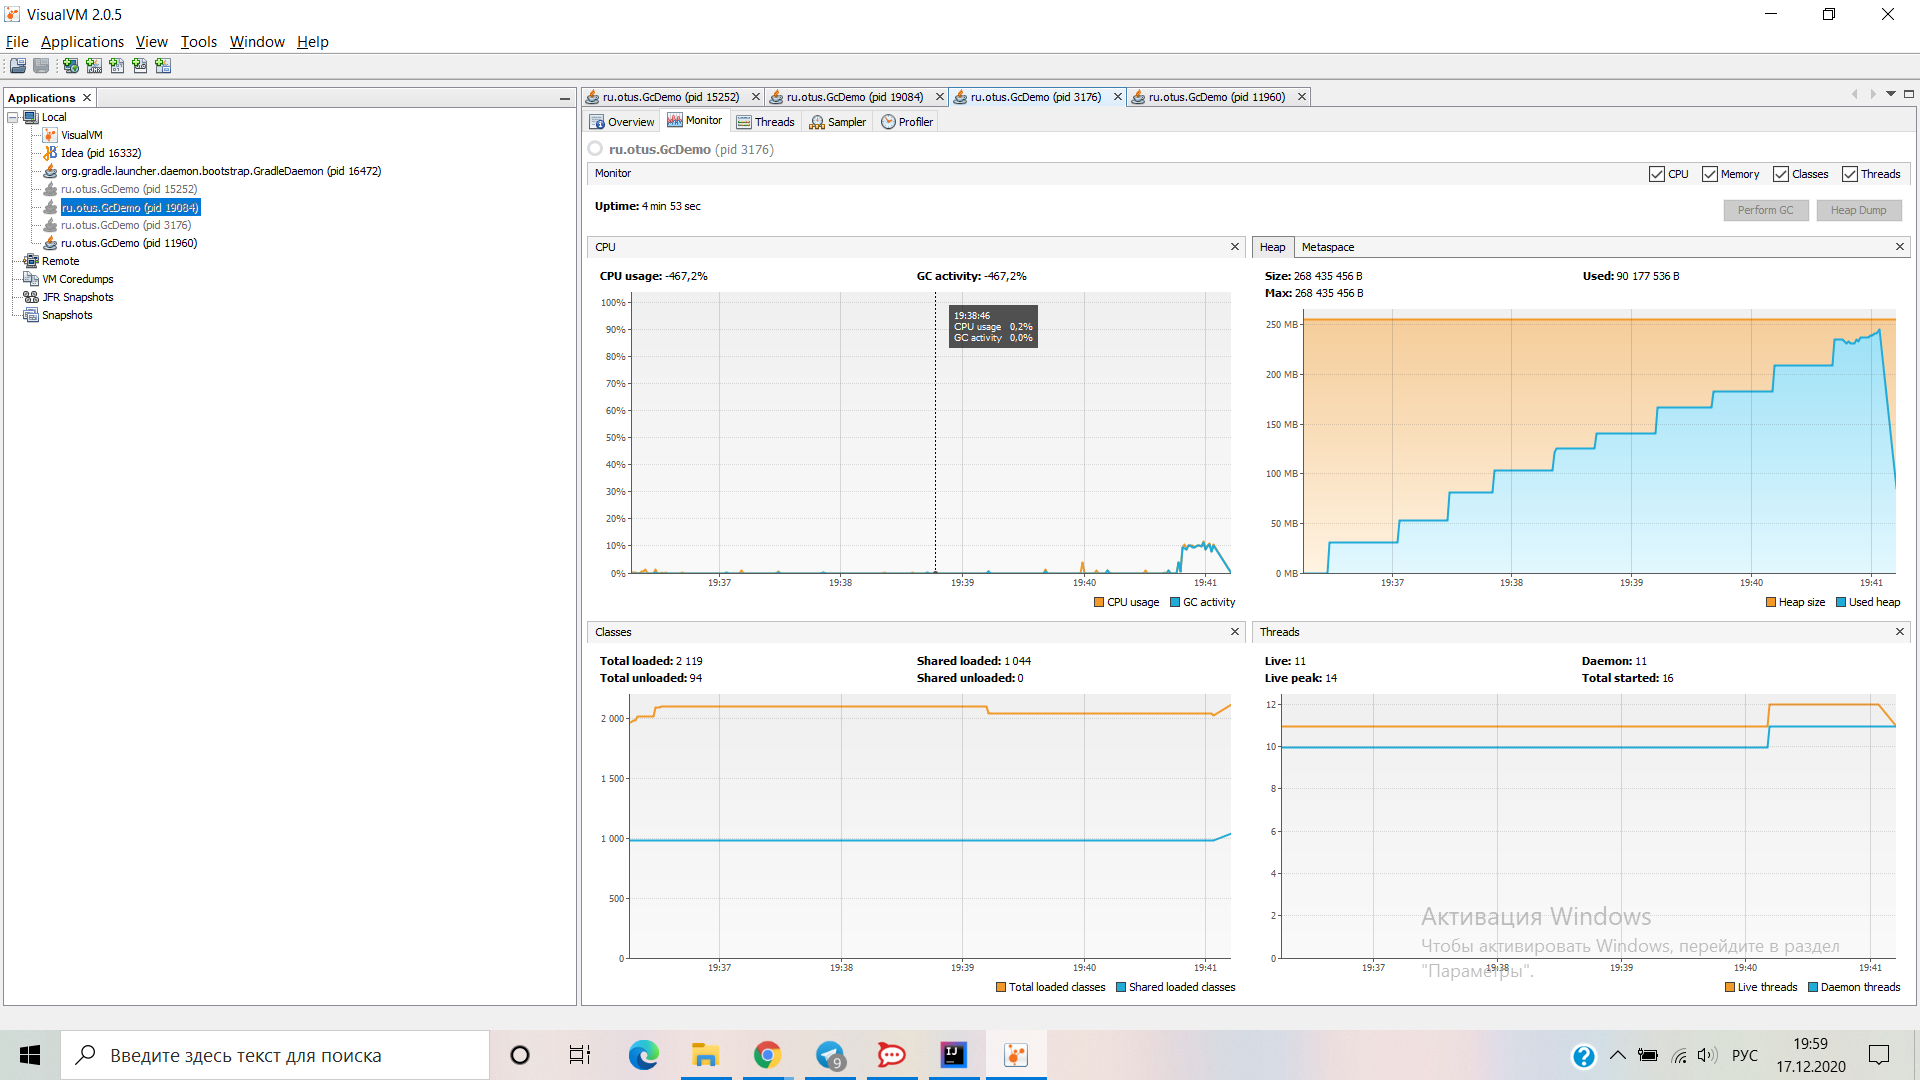 VisualVM 2.0.5
File Applications View Tools Window Help
Applications
Local
VisualVM
Idea (pid 16332)
org.gradle.launcher.daemon.bootstrap.GradleDaemon (pid 16472)
ru.otus.GcDemo (pid 15252)
ru.otus.GcDemo (pid 19084)
ru.otus.GcDemo (pid 3176)
ru.otus.GcDemo (pid 11960)
Remote
VM Coredumps
JFR Snapshots
Snapshots
ru.otus.GcDemo (pid 15252) ru.otus.GcDemo (pid 19084) ru.otus.GcDemo (pid 3176) ru.otus.GcDemo (pid 11960)
Overview Monitor Threads Sampler Profiler
ru.otus.GcDemo (pid 3176)
Monitor CPU Memory Classes Threads
Uptime: 4 min 53 sec
Perform GC Heap Dump
CPU
CPU usage: -467,2% GC activity: -467,2%
100%
90%
80%
70%
60%
50%
40%
30%
20%
10%
0%
19:38:46
CPU usage 0,2%
GC activity 0,0%
19:37 19:38 19:39 19:40 19:41
CPU usage GC activity
Heap Metaspace
Size: 268 435 456 B Used: 90 177 536 B
Max: 268 435 456 B
250 MB
200 MB
150 MB
100 MB
50 MB
0 MB
19:37 19:38 19:39 19:40 19:41
Heap size Used heap
Classes
Total loaded: 2 119 Shared loaded: 1 044
Total unloaded: 94 Shared unloaded: 0
2 000
1 500
1 000
500
0
19:37 19:38 19:39 19:40 19:41
Total loaded classes Shared loaded classes
Threads
Live: 11 Daemon: 11
Live peak: 14 Total started: 16
12
10
8
6
4
2
0
19:37 19:38 19:39 19:40 19:41
Live threads Daemon threads
Активация Windows
Чтобы активировать Windows, перейдите в раздел
"Параметры".
Введите здесь текст для поиска
9
IJ
РУС
19:59
17.12.2020